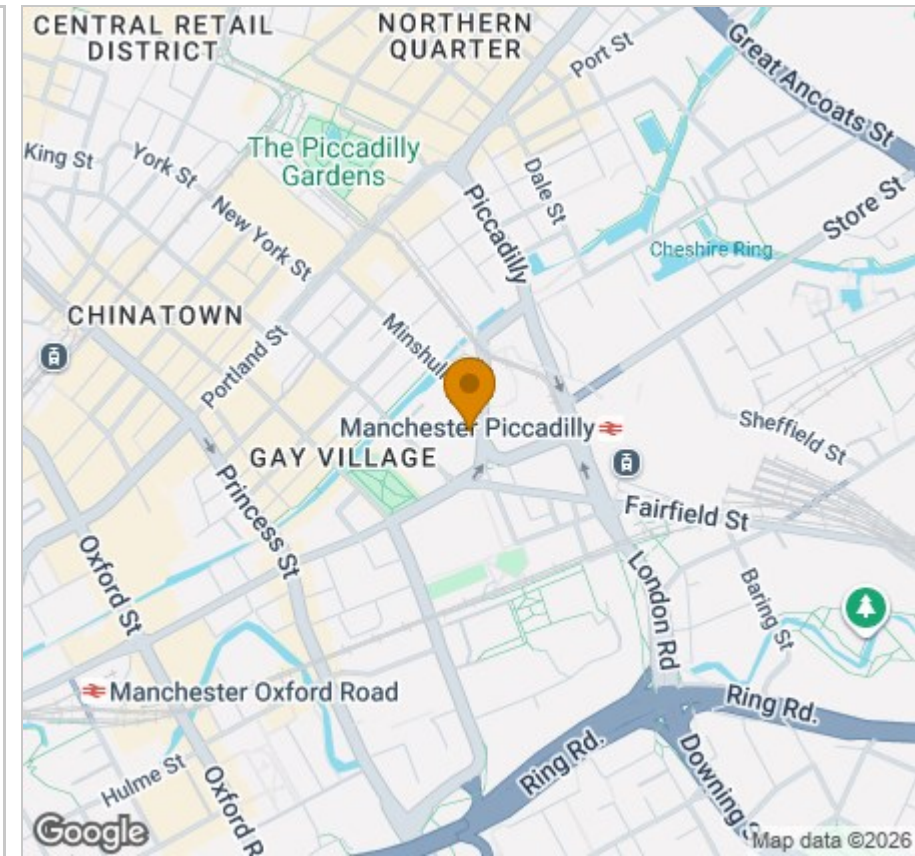 CENTRAL RETAIL
DISTRICT
NORTHERN
QUARTER
Port St
Great Ancoats St
King St
York St
The Piccadilly
Gardens
Dale St
Piccadilly
Store St
New York St
Cheshire Ring
CHINATOWN
Portland St
Minshull
Manchester Piccadilly
Sheffield St
GAY VILLAGE
Princess St
Fairfield St
Oxford St
London Rd
Baring St
Manchester Oxford Road
Ring Rd.
Ring Rd.
Hulme St
Oxford R
Downing S
Google
Map data ©2026